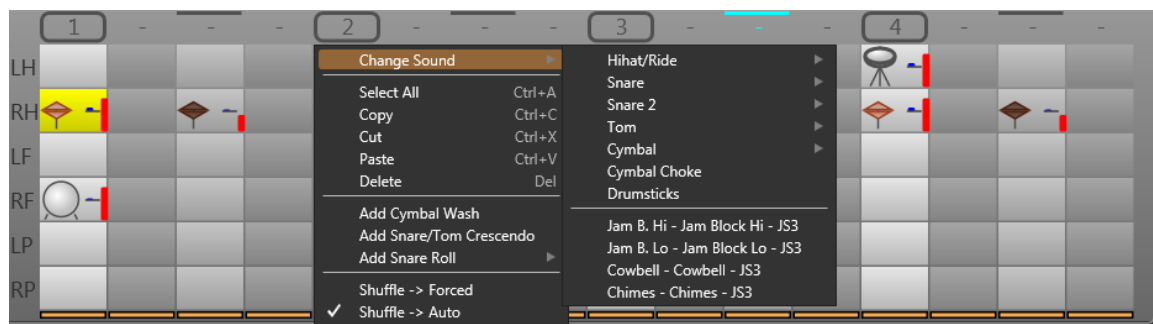 1 - - - 2 - - - 3 - - - 4 - - -
LH
RH
LF
RF
LP
RP
Change Sound
Select All Ctrl+A
Copy Ctrl+C
Cut Ctrl+X
Paste Ctrl+V
Delete Del
Add Cymbal Wash
Add Snare/Tom Crescendo
Add Snare Roll
Shuffle -> Forced
✓ Shuffle -> Auto
Hihat/Ride
Snare
Snare 2
Tom
Cymbal
Cymbal Choke
Drumsticks
Jam B. Hi - Jam Block Hi - JS3
Jam B. Lo - Jam Block Lo - JS3
Cowbell - Cowbell - JS3
Chimes - Chimes - JS3